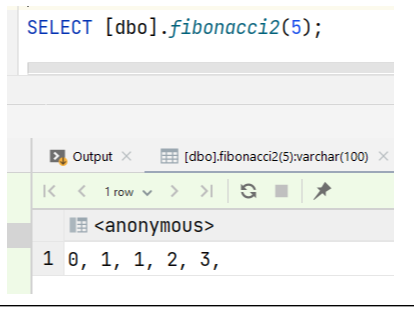 SELECT [dbo].fibonacci2(5);
Output
[dbo].fibonacci2(5):varchar(100)
1 row
<anonymous>
1 0, 1, 1, 2, 3,